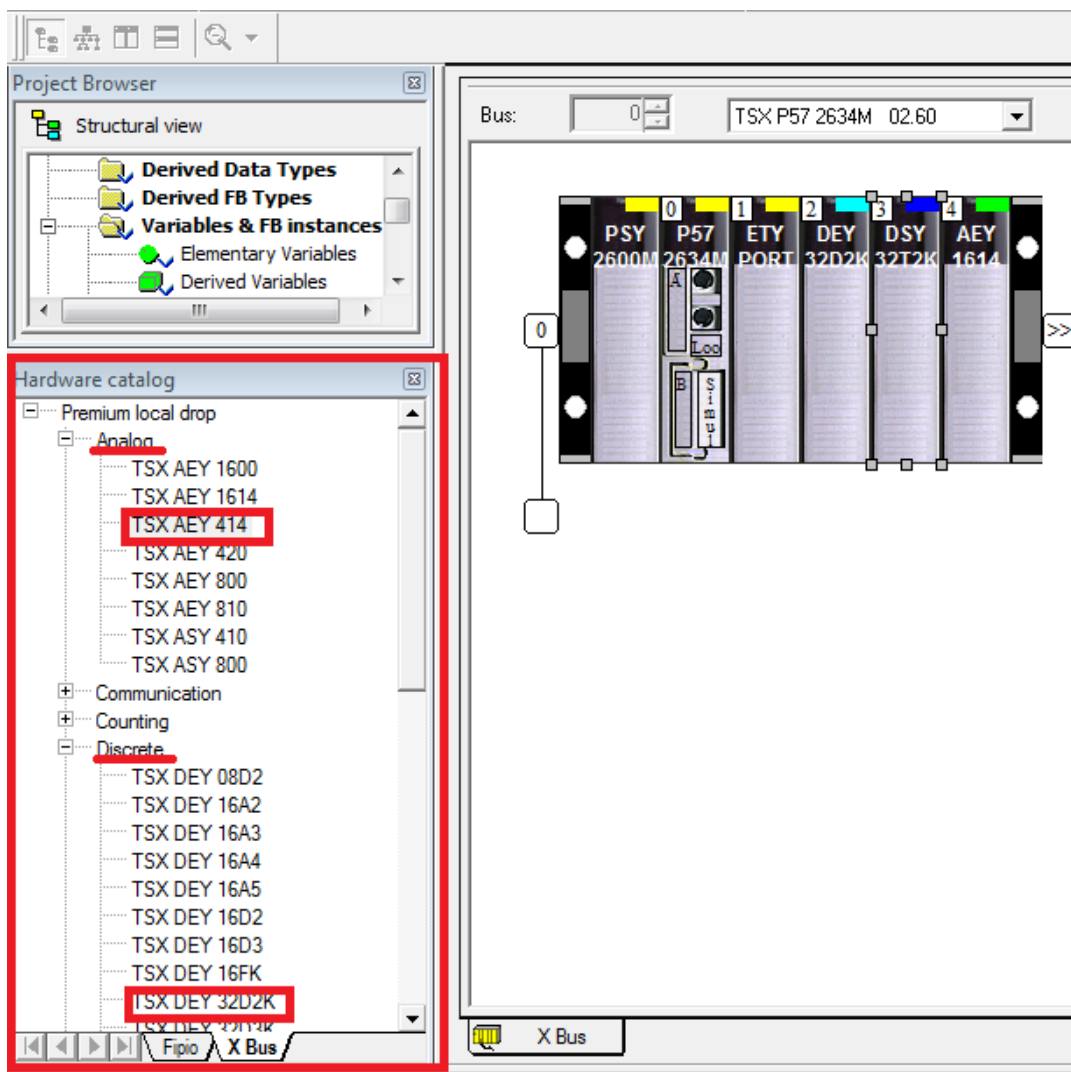 Project Browser
Structural view
Derived Data Types
Derived FB Types
Variables & FB instances
Elementary Variables
Derived Variables
Hardware catalog
Premium local drop
Analog
TSX AEY 1600
TSX AEY 1614
TSX AEY 414
TSX AEY 420
TSX AEY 800
TSX AEY 810
TSX ASY 410
TSX ASY 800
Communication
Counting
Discrete
TSX DEY 08D2
TSX DEY 16A2
TSX DEY 16A3
TSX DEY 16A4
TSX DEY 16A5
TSX DEY 16D2
TSX DEY 16D3
TSX DEY 16FK
TSX DEY 32D2K
TSX DEY 32D3K
Fipio X Bus
Bus: 0 TSX P57 2634M 02.60
0 1 2 3 4
PSY P57 ETY DEY DSY AEY
2600M 2634M PORT 32D2K 32T2K 1614
A
Loo
B Simul
0 >>
X Bus